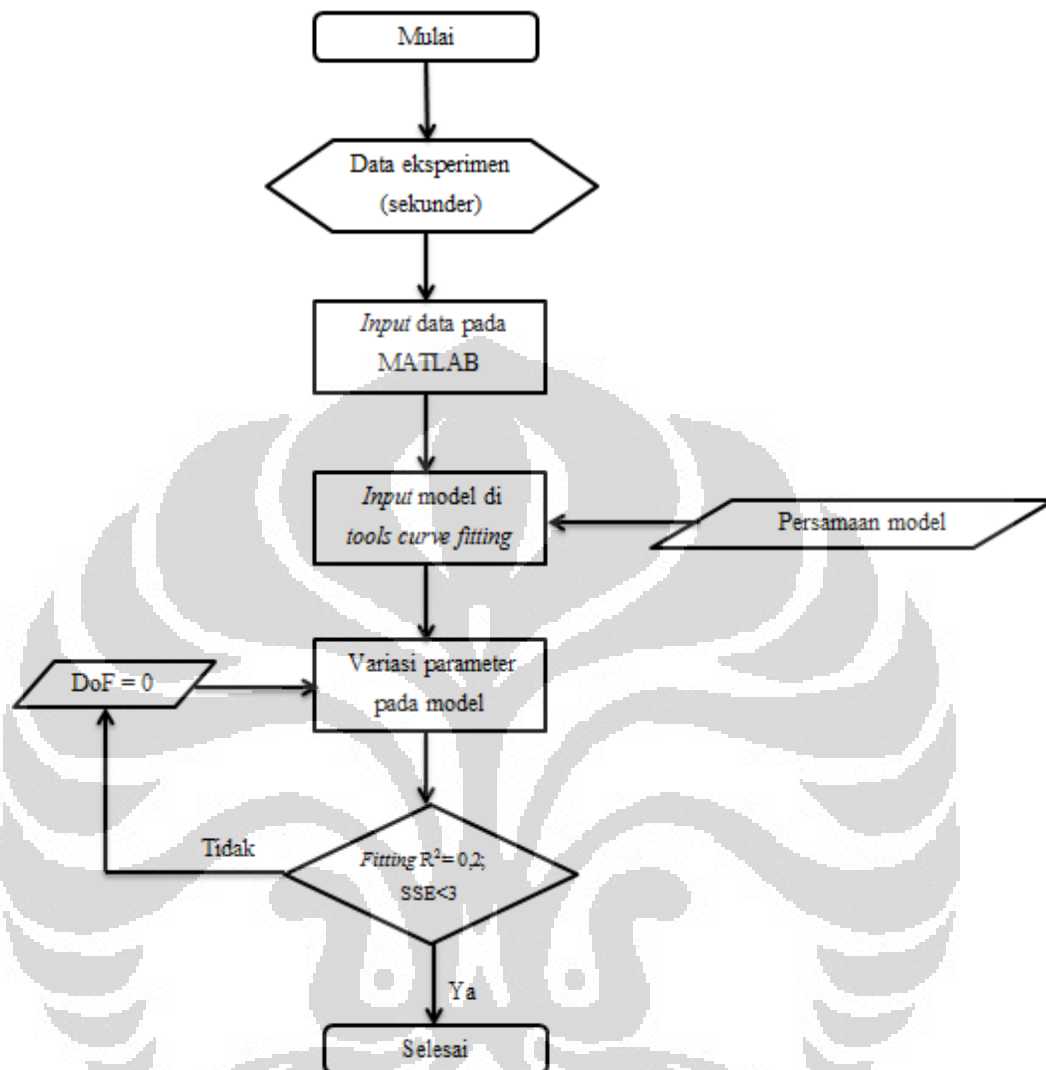 Mulai
Data eksperimen
(sekunder)
Input data pada
MATLAB
Input model di
tools curve fitting
Persamaan model
Variasi parameter
pada model
DoF = 0
Tidak
Fitting R²= 0,2;
SSE<3
Ya
Selesai